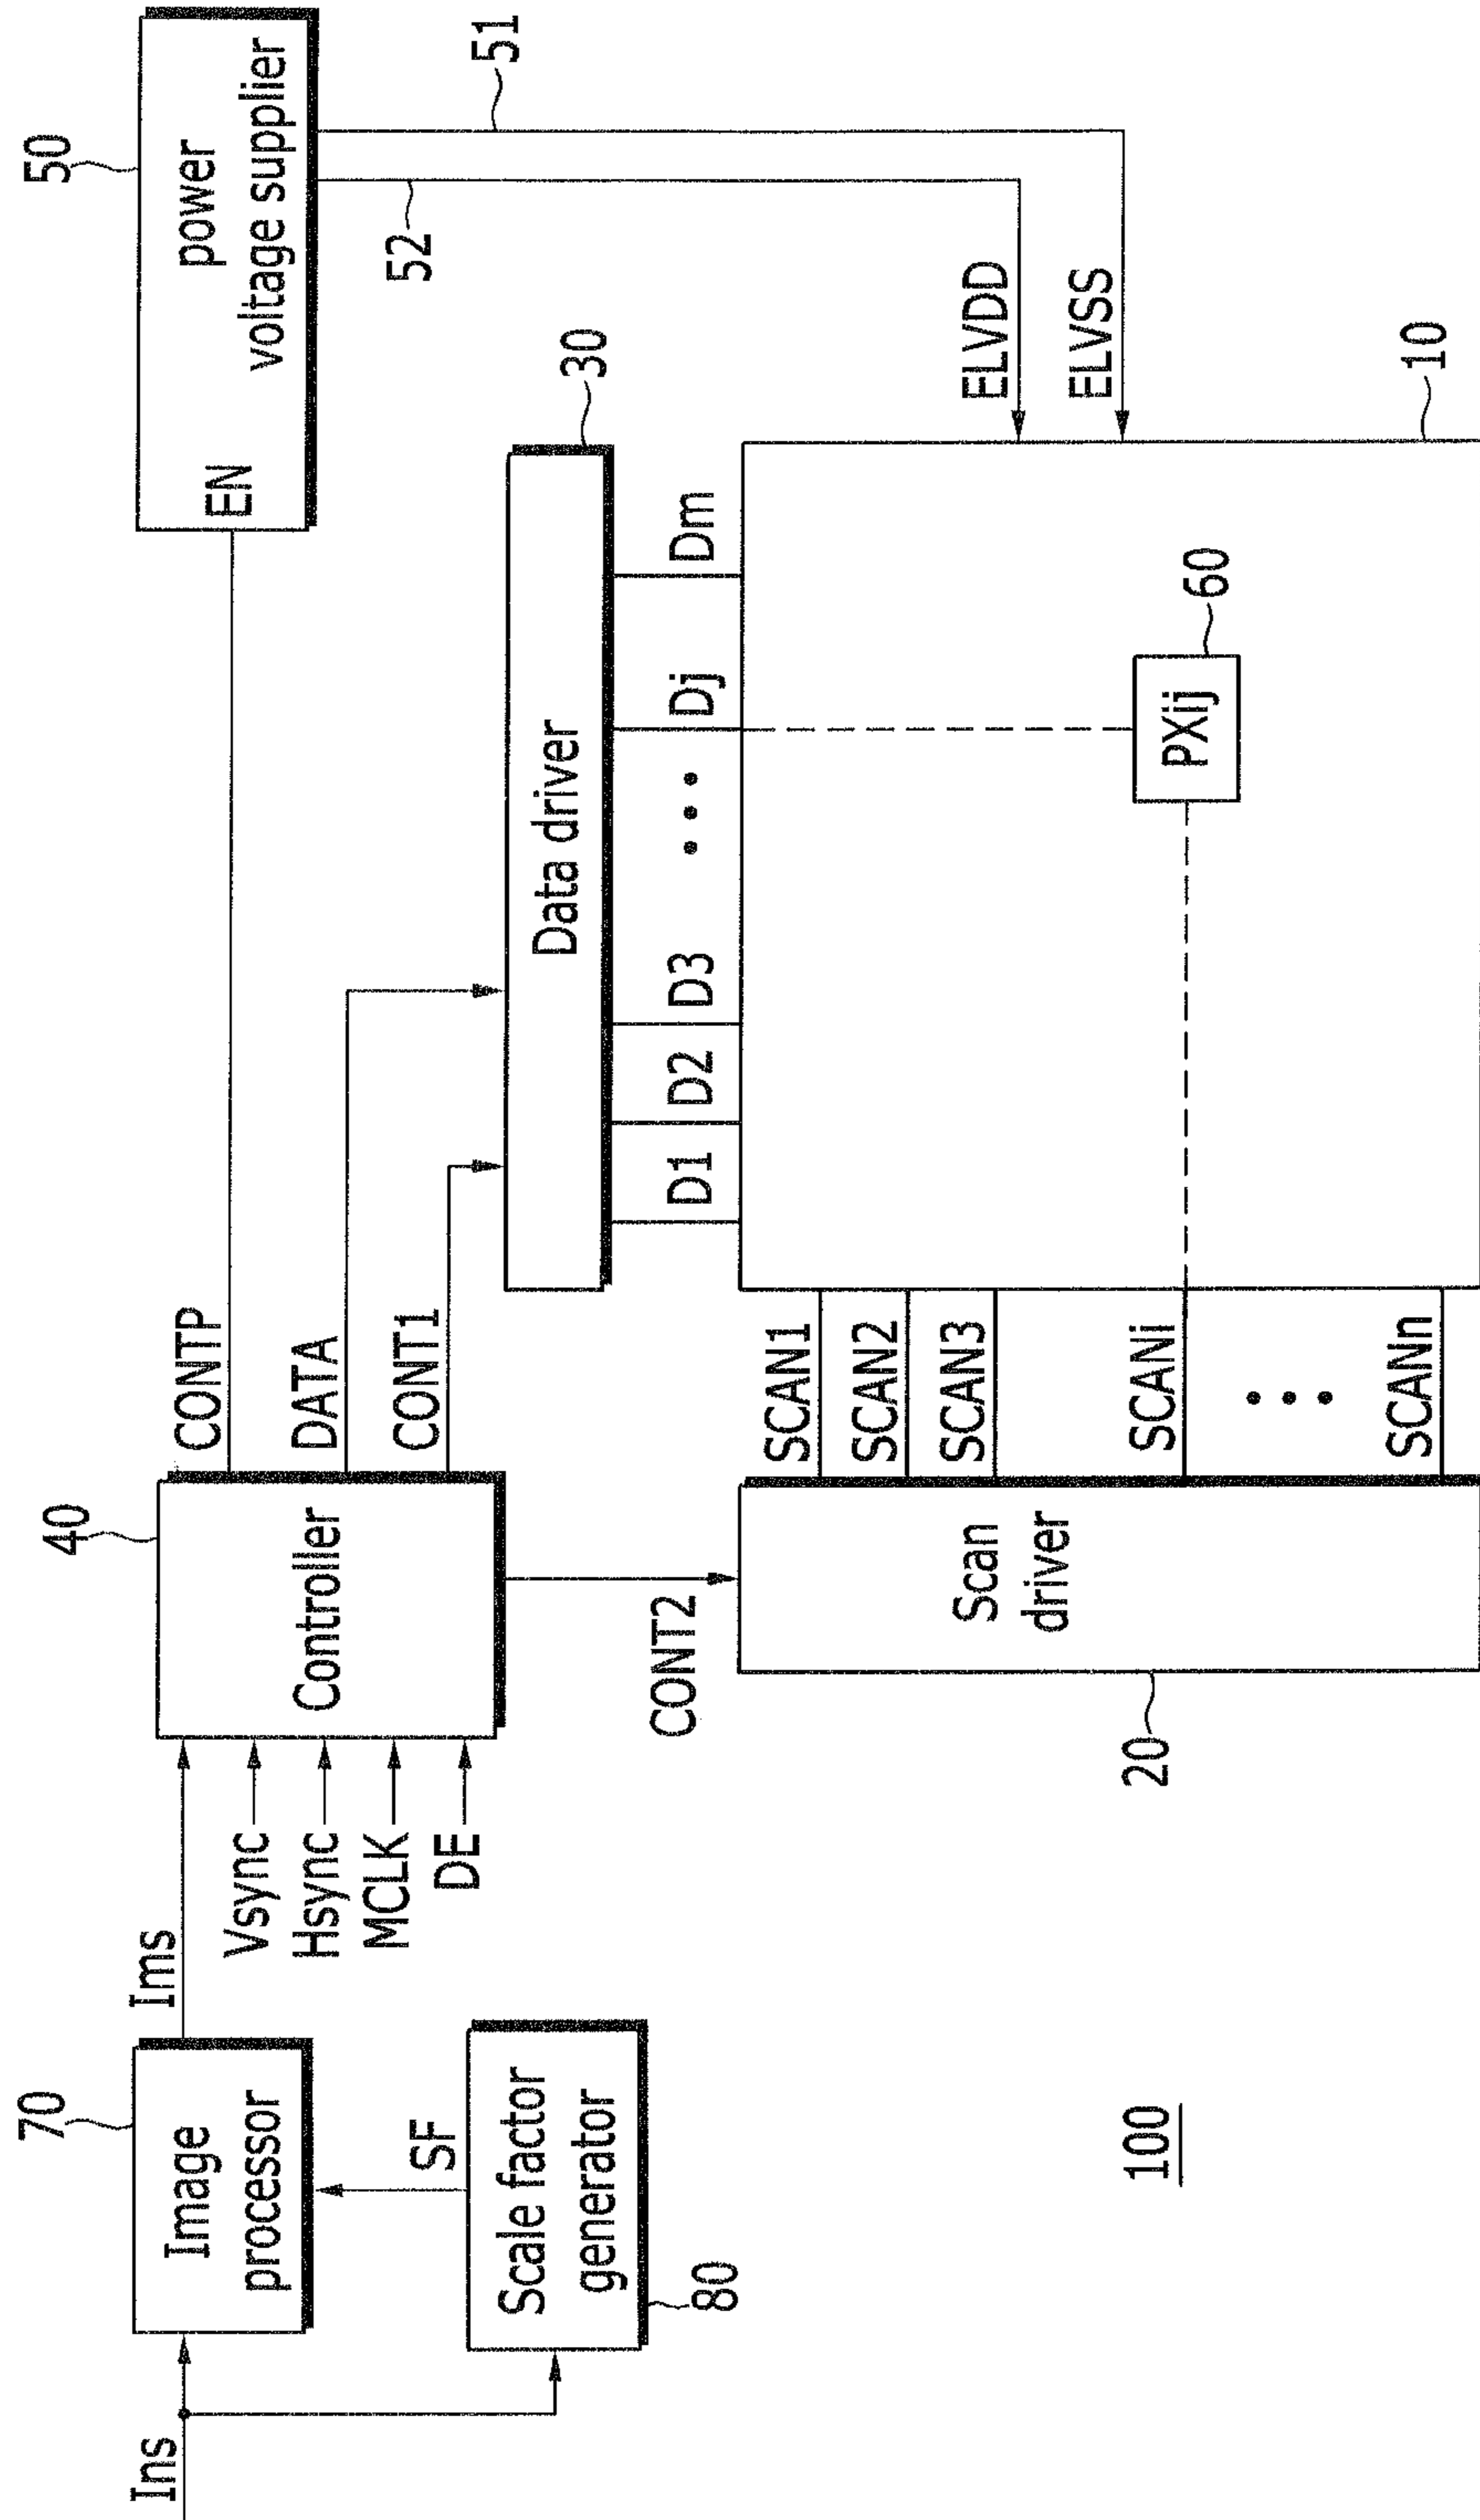 50
power
voltage supplier
EN
51
52
40
CONTP
DATA
CONT1
Controller
30
Data driver
70
Ims
Image
processor
Vsync
Hsync
MCLK
DE
Ins
SF
Scale factor
generator
80
CONT2
D1
D2
D3
• • •
Dj
Dm
ELVDD
ELVSS
10
SCAN1
SCAN2
SCAN3
SCANi
• • •
SCANn
Scan
driver
20
PXij
60
100